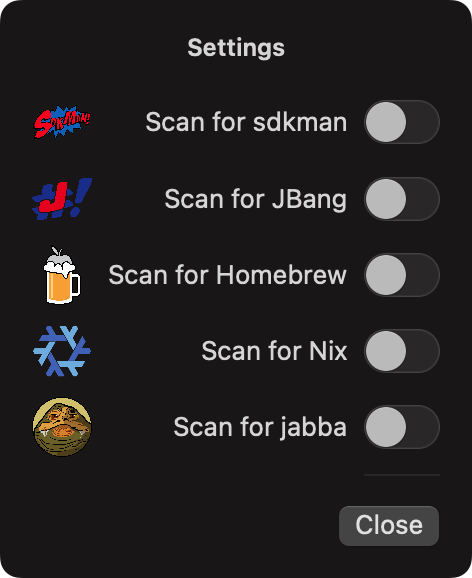 Settings
SDKMAN!
Scan for sdkman
J
#!
Scan for JBang
Scan for Homebrew
Scan for Nix
Scan for jabba
Close